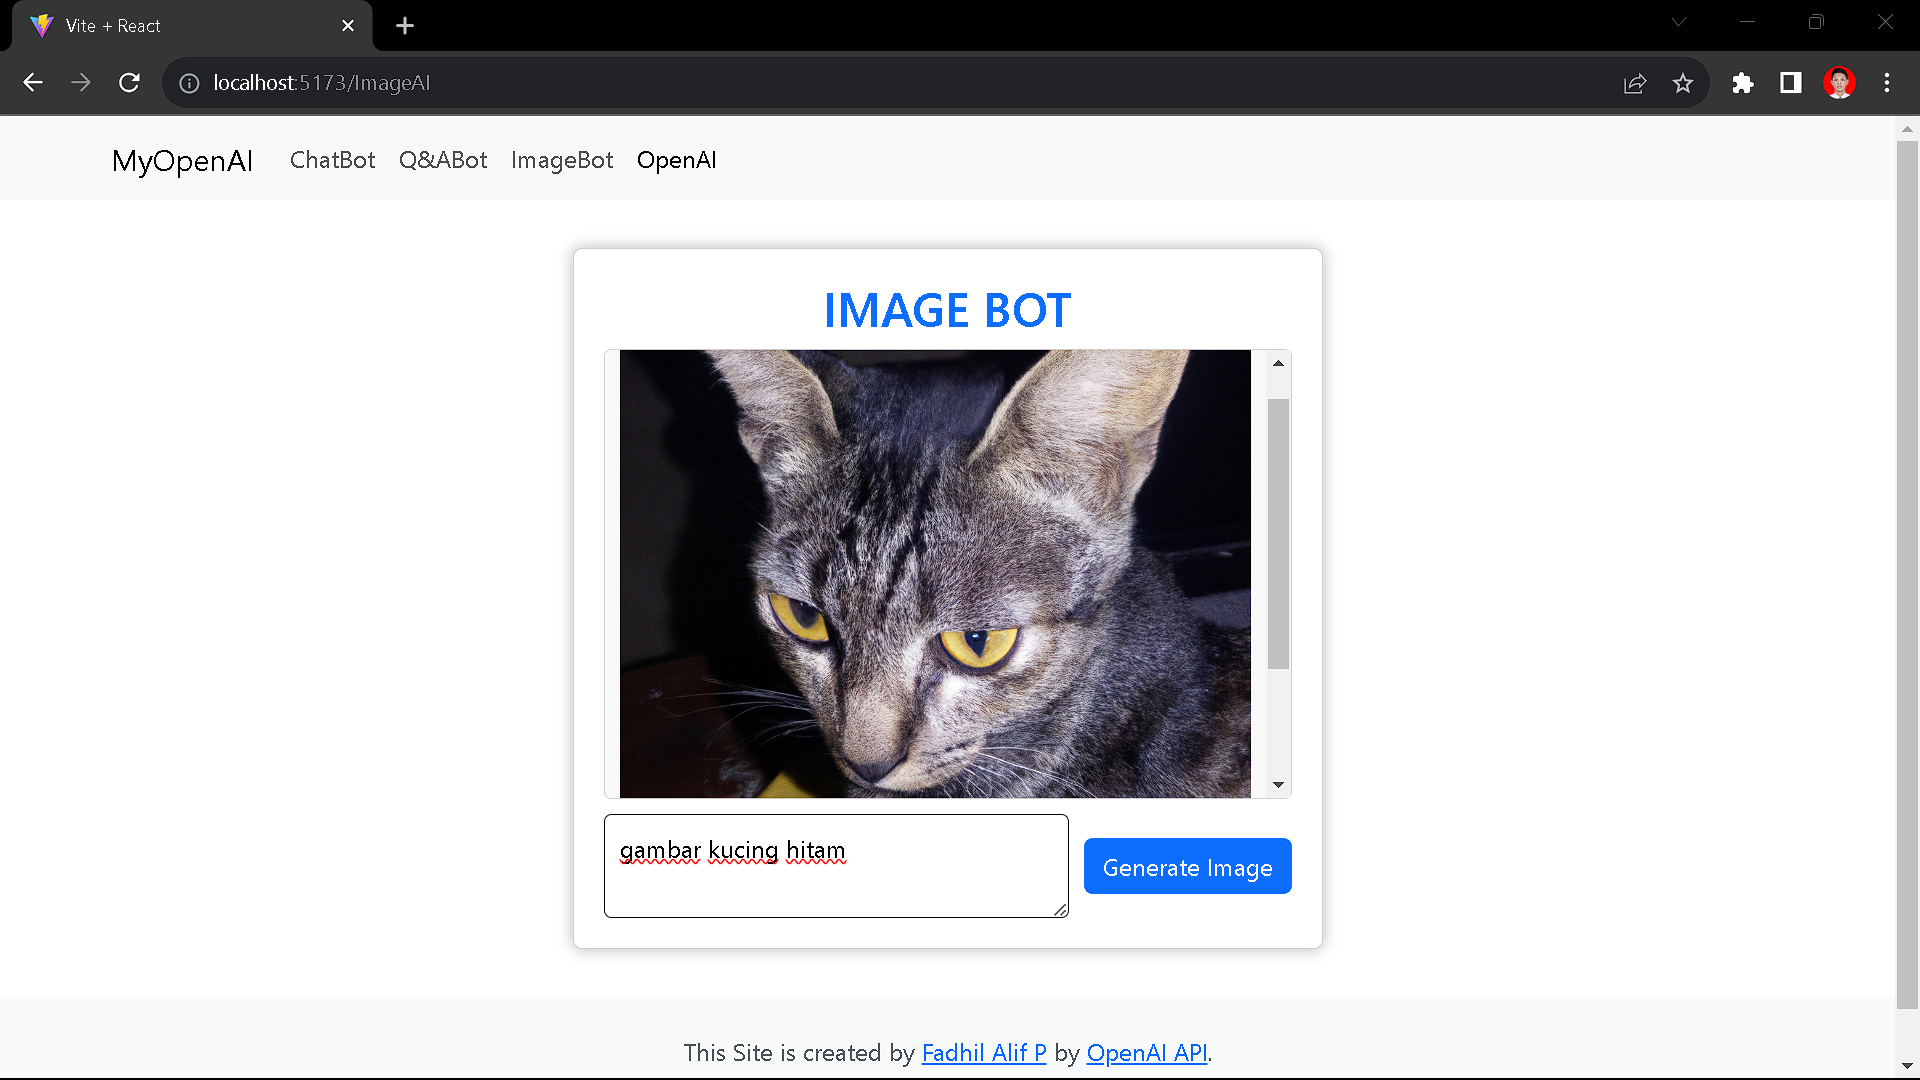 Vite + React
localhost:5173/ImageAI
MyOpenAI ChatBot Q&ABot ImageBot OpenAI
IMAGE BOT
gambar kucing hitam
Generate Image
This Site is created by Fadhil Alif P by OpenAI API.